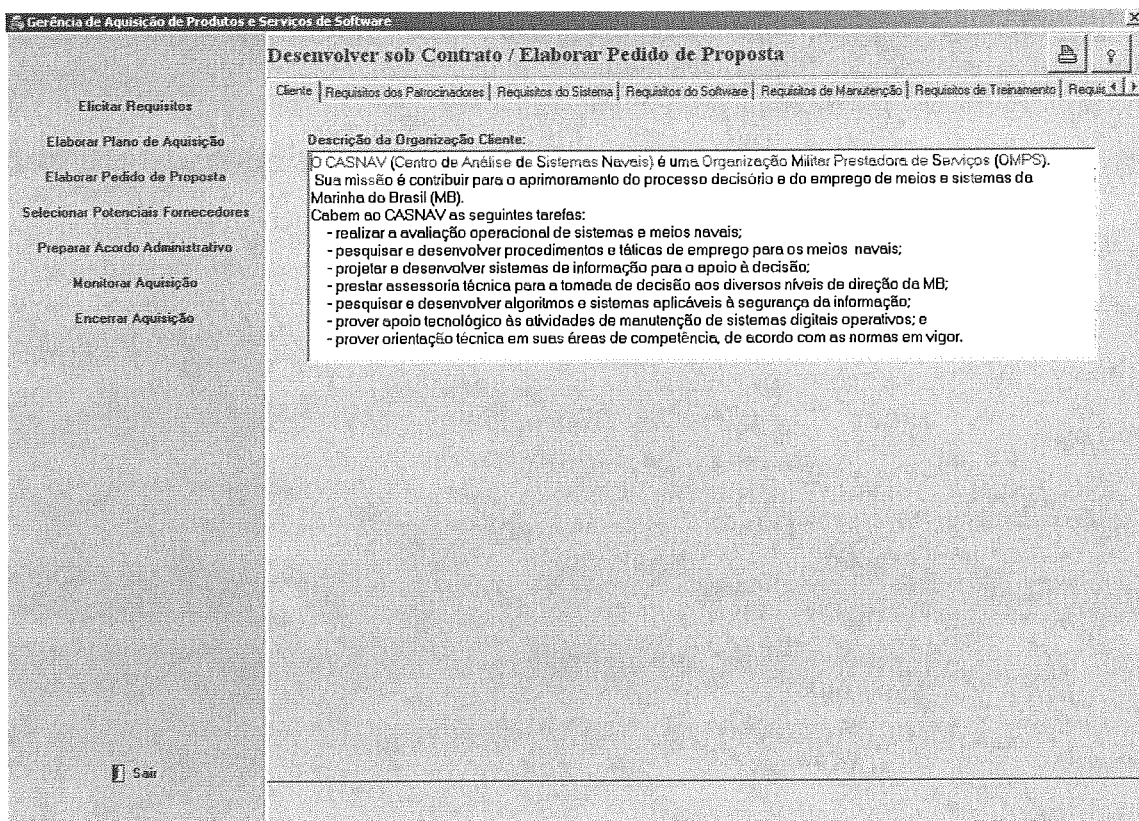 Gerência de Aquisição de Produtos e Serviços de Software
Desenvolver sob Contrato / Elaborar Pedido de Proposta
Cliente
Requisitos dos Patrocinadores
Requisitos do Sistema
Requisitos do Software
Requisitos de Manutenção
Requisitos de Treinamento
Requis
Elicitar Requisitos
Elaborar Plano de Aquisição
Elaborar Pedido de Proposta
Selecionar Potenciais Fornecedores
Preparar Acordo Administrativo
Monitorar Aquisição
Encerrar Aquisição
Sair
Descrição da Organização Cliente:
O CASNAV (Centro de Análise de Sistemas Navais) é uma Organização Militar Prestadora de Serviços (OMPS).
Sua missão é contribuir para o aprimoramento do processo decisório e do emprego de meios e sistemas da
Marinha do Brasil (MB).
Cabem ao CASNAV as seguintes tarefas:
- realizar a avaliação operacional de sistemas e meios navais;
- pesquisar e desenvolver procedimentos e táticas de emprego para os meios navais;
- projetar e desenvolver sistemas de informação para o apoio à decisão;
- prestar assessoria técnica para a tomada de decisão aos diversos níveis de direção da MB;
- pesquisar e desenvolver algoritmos e sistemas aplicáveis à segurança da informação;
- prover apoio tecnológico às atividades de manutenção de sistemas digitais operativos; e
- prover orientação técnica em suas áreas de competência, de acordo com as normas em vigor.